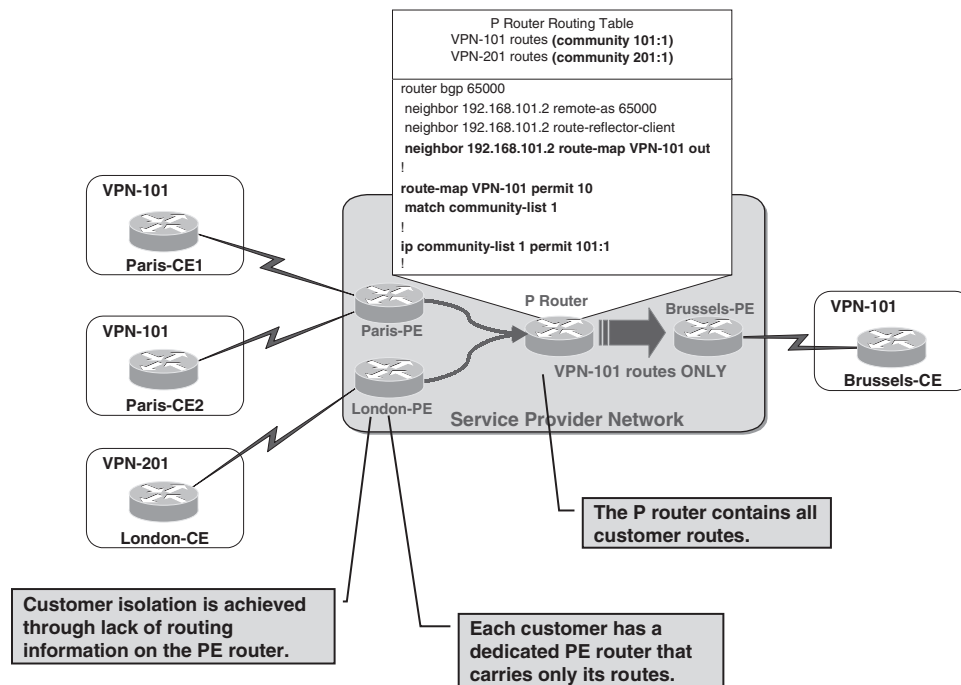 P Router Routing Table
VPN-101 routes (community 101:1)
VPN-201 routes (community 201:1)
router bgp 65000
neighbor 192.168.101.2 remote-as 65000
neighbor 192.168.101.2 route-reflector-client
neighbor 192.168.101.2 route-map VPN-101 out
!
route-map VPN-101 permit 10
match community-list 1
!
ip community-list 1 permit 101:1
!
VPN-101
Paris-CE1
VPN-101
Paris-CE2
VPN-201
London-CE
Paris-PE
London-PE
P Router
Brussels-PE
VPN-101 routes ONLY
Service Provider Network
VPN-101
Brussels-CE
The P router contains all
customer routes.
Customer isolation is achieved
through lack of routing
information on the PE router.
Each customer has a
dedicated PE router that
carries only its routes.